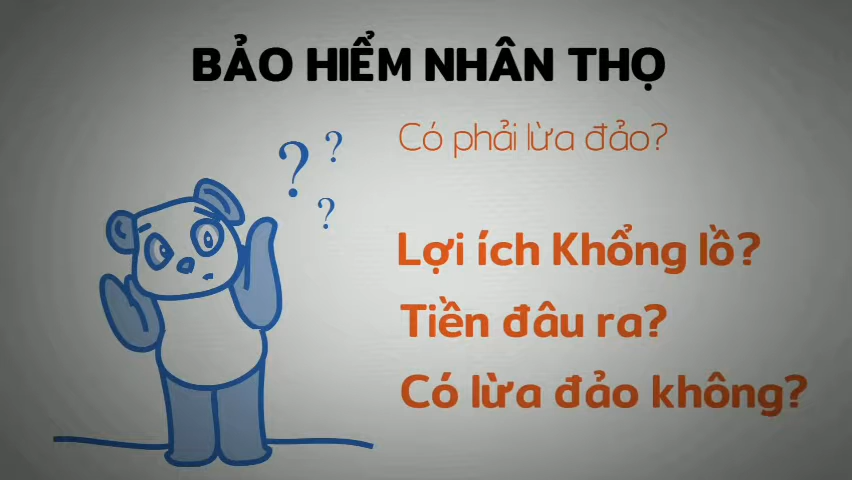 BẢO HIỂM NHÂN THỌ
Có phải lừa đảo?
? ? ?
Lợi ích Khổng lồ?
Tiền đâu ra?
Có lừa đảo không?